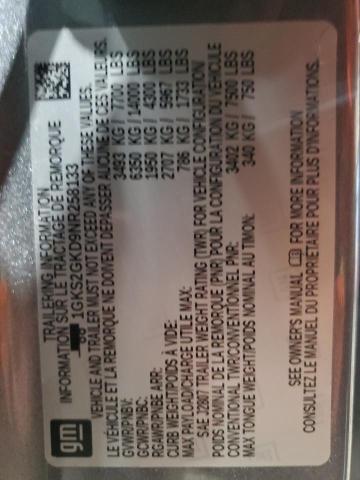 gm
TRAILERING INFORMATION
INFORMATION SUR LE TRACTAGE DE REMORQUE
1GKS2GKD9NR256133
VEHICLE AND TRAILER MUST NOT EXCEED ANY OF THESE VALUES.
LE VÉHICULE ET LA REMORQUE NE DOIVENT DÉPASSER AUCUNE DE CES VALEURS.
GVWR/PNBV: 3493 KG / 7700 LBS
GCWR/PNBC: 6350 KG / 14000 LBS
RGAWR/PNBE ARR: 1950 KG / 4300 LBS
CURB WEIGHT/POIDS À VIDE: 2707 KG / 5967 LBS
MAX PAYLOAD/CHARGE UTILE MAX: 786 KG / 1733 LBS
SAE J2807 TRAILER WEIGHT RATING (TWR) FOR VEHICLE CONFIGURATION
POIDS NOMINAL DE LA REMORQUE (PNR) POUR LA CONFIGURATION DU VÉHICULE
CONVENTIONAL TWR/CONVENTIONNEL PNR: 3402 KG / 7500 LBS
MAX TONGUE WEIGHT/POIDS NOMINAL AU TIMON: 340 KG / 750 LBS
SEE OWNER'S MANUAL FOR MORE INFORMATION
CONSULTEZ LE MANUEL DU PROPRIÉTAIRE POUR PLUS D'INFORMATIONS.